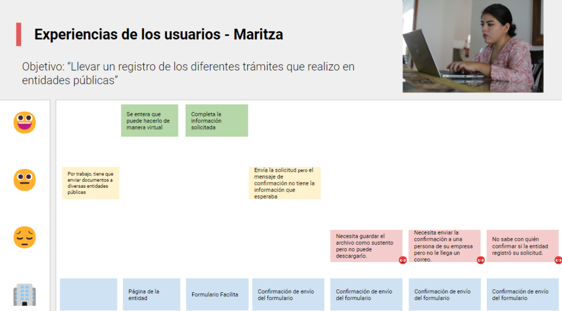 Experiencias de los usuarios - Maritza
Objetivo: “Llevar un registro de los diferentes trámites que realizo en
entidades públicas”
Se entera que
puede hacerlo de
manera virtual
Completa la
información
solicitada
Por trabajo, tiene que
enviar documentos a
diversas entidades
públicas
Envía la solicitud pero el
mensaje de
confirmación no tiene la
información que
esperaba
Necesita guardar el
archivo como sustento
pero no puede
descargarlo.
Necesita enviar la
confirmación a una
persona de su empresa
pero no le llega un
correo.
No sabe con quién
confirmar si la entidad
registró su solicitud.
Página de la
entidad
Formulario Facilita
Confirmación de envío
del formulario
Confirmación de envío
del formulario
Confirmación de envío
del formulario
Confirmación de envío
del formulario